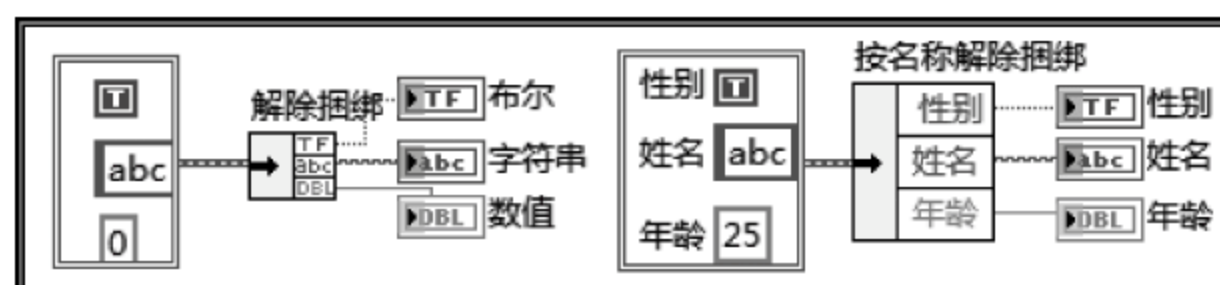 T
abc
0
解除捆绑
TF
abc
DBL
TF 布尔
abc 字符串
DBL 数值
性别 T
姓名 abc
年龄 25
按名称解除捆绑
性别
姓名
年龄
TF 性别
abc 姓名
DBL 年龄